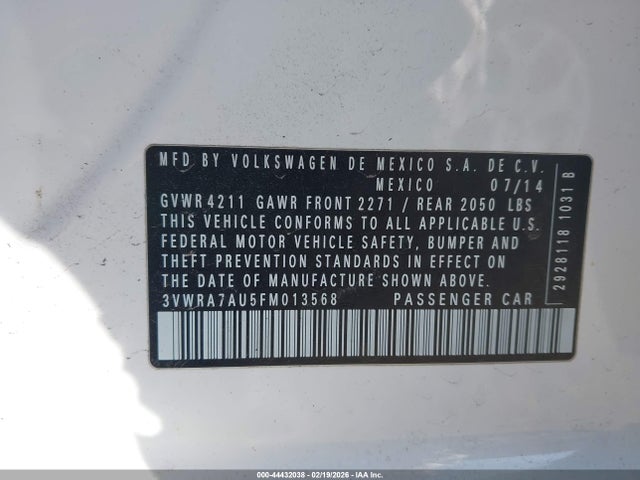 MFD BY VOLKSWAGEN DE MEXICO S.A. DE C.V.
MEXICO 07/14
GVWR 4211 GAWR FRONT 2271 / REAR 2050 LBS
THIS VEHICLE CONFORMS TO ALL APPLICABLE U.S.
FEDERAL MOTOR VEHICLE SAFETY, BUMPER AND
THEFT PREVENTION STANDARDS IN EFFECT ON
THE DATE OF MANUFACTURE SHOWN ABOVE.
3VWRA7AU5FM013568 PASSENGER CAR
29281118 1031 B
000-44432038 - 02/19/2026 - IAA Inc.